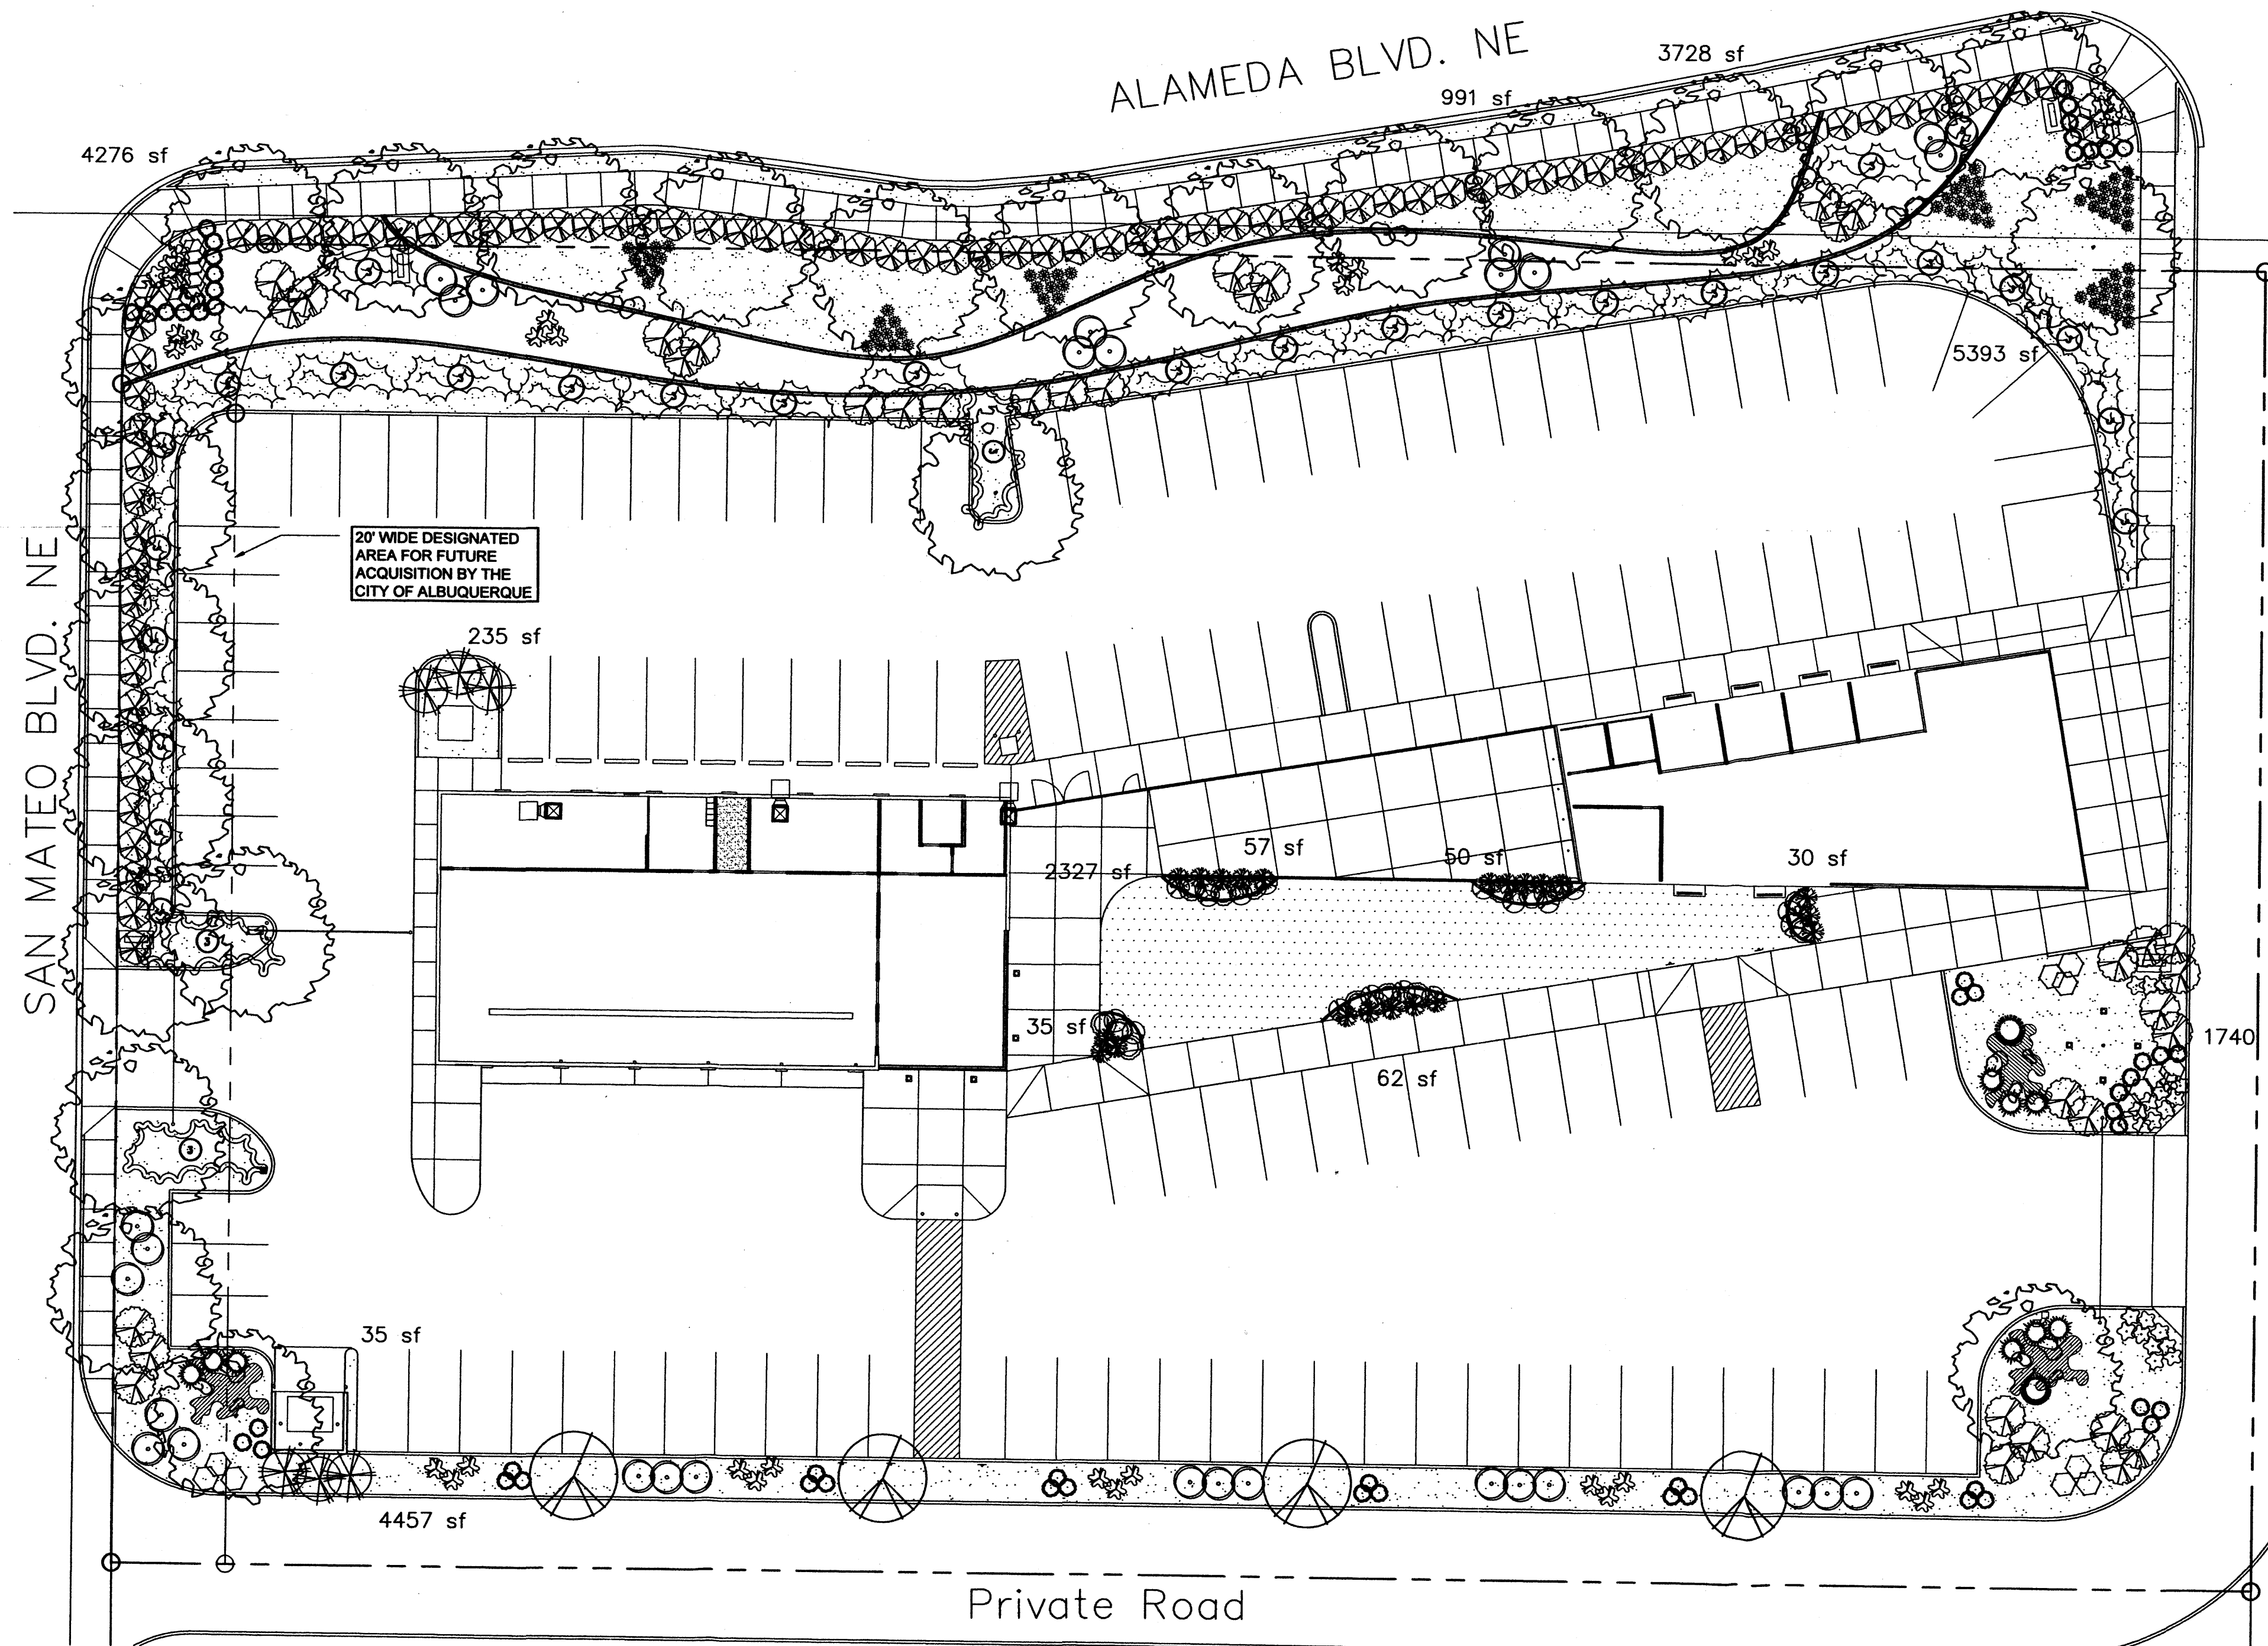 ALAMEDA BLVD. NE
3728 sf
991 sf
4276 sf
5393 sf
SAN MATEO BLVD. NE
20' WIDE DESIGNATED
AREA FOR FUTURE
ACQUISITION BY THE
CITY OF ALBUQUERQUE
235 sf
57 sf
50 sf
30 sf
2327 sf
35 sf
62 sf
1740
35 sf
4457 sf
Private Road